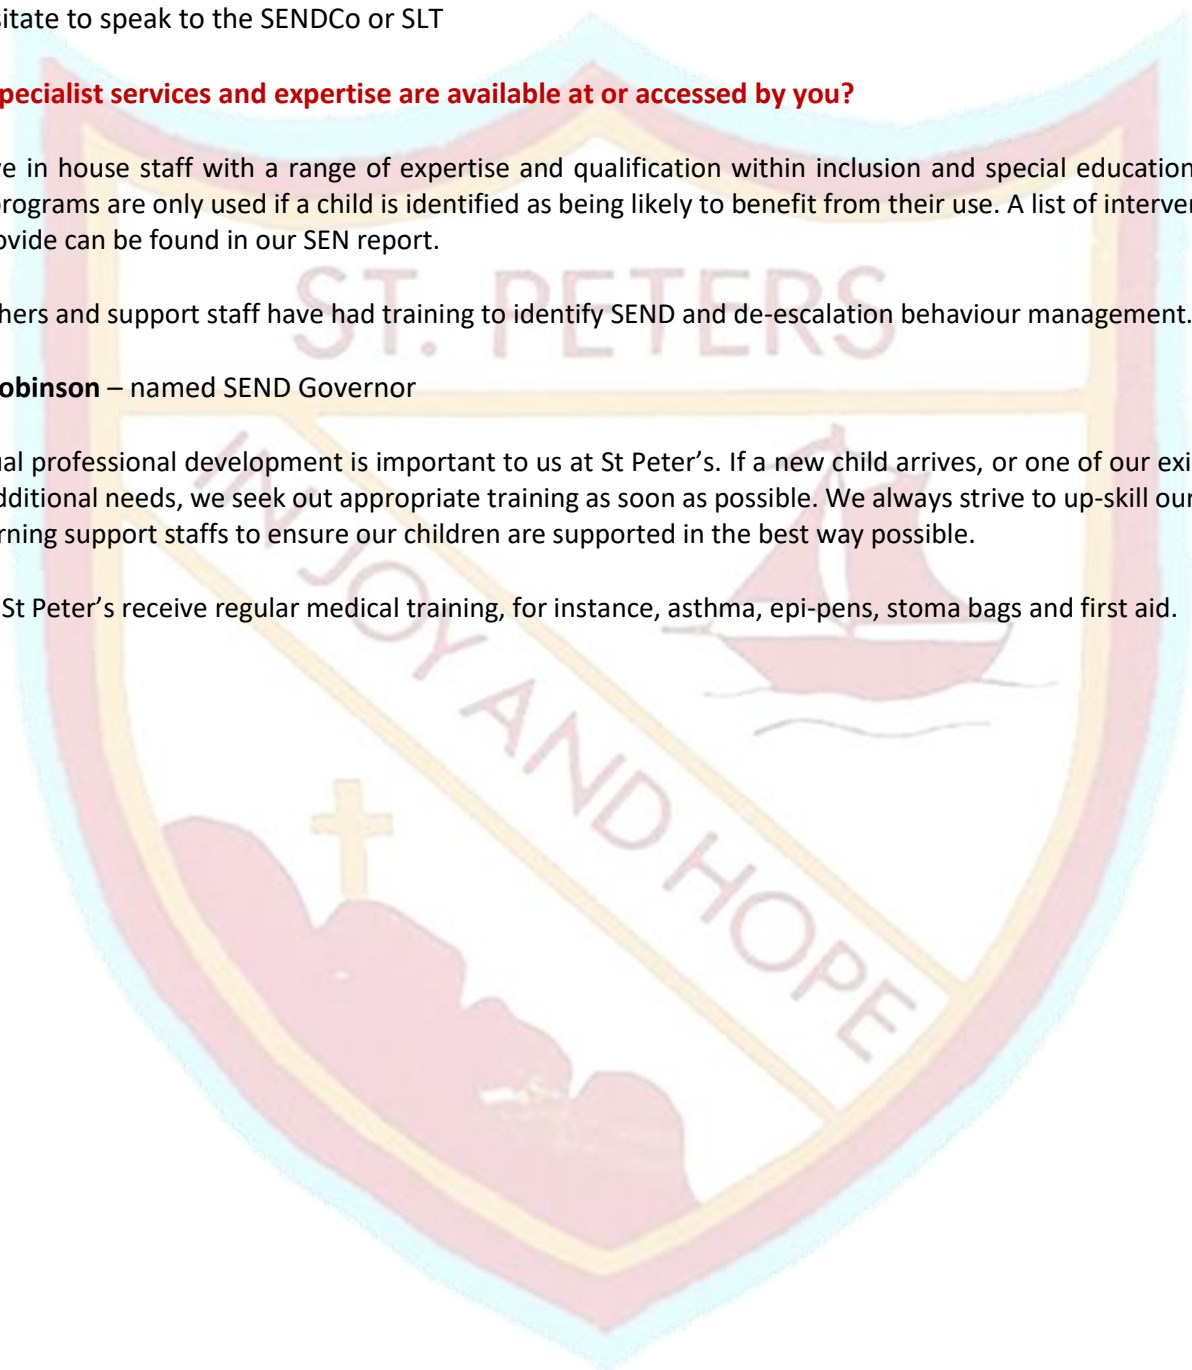 sitate to speak to the SENDCo or SLT
pecialist services and expertise are available at or accessed by you?
ve in house staff with a range of expertise and qualification within inclusion and special education
programs are only used if a child is identified as being likely to benefit from their use. A list of interven
ovide can be found in our SEN report.
ST. PETERS
hers and support staff have had training to identify SEND and de-escalation behaviour management.
obinson – named SEND Governor
ual professional development is important to us at St Peter’s. If a new child arrives, or one of our exi
dditional needs, we seek out appropriate training as soon as possible. We always strive to up-skill our
rning support staffs to ensure our children are supported in the best way possible.
St Peter’s receive regular medical training, for instance, asthma, epi-pens, stoma bags and first aid.
IN JOY AND HOPE